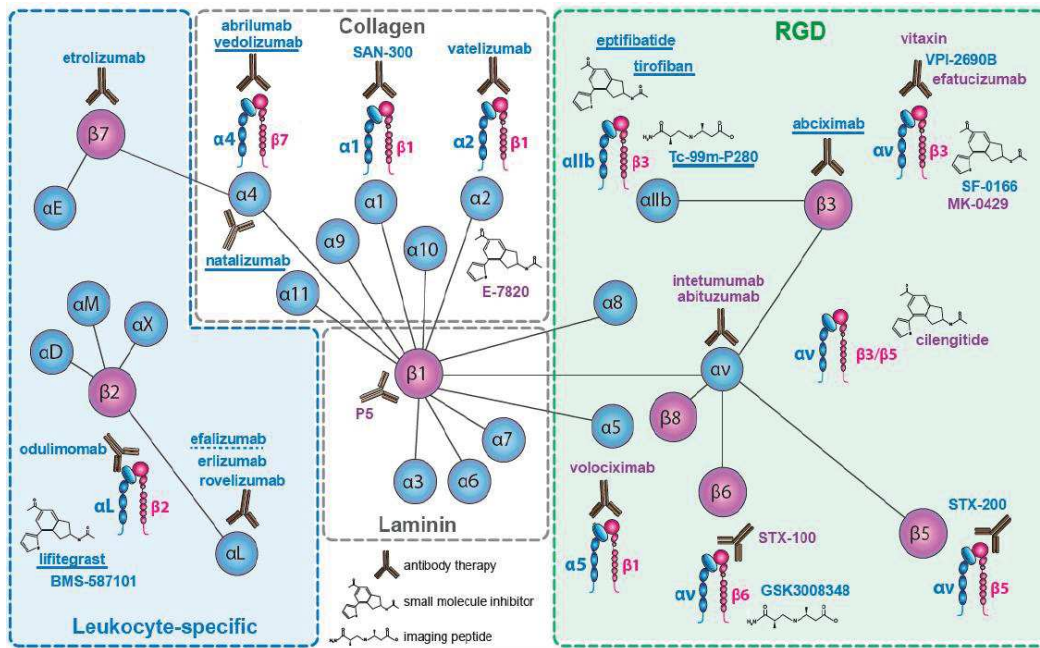 abrilumab
vedolizumab
Collagen
SAN-300
vatelizumab
RGD
eptifibatide
tirofiban
vitaxin
VPI-2690B
efatucizumab
etrolizumab
β7
αE
α4
β7
α1
β1
α2
β1
αIIb
β3
Tc-99m-P280
abciximab
αv
β3
SF-0166
MK-0429
α4
α1
α2
αIIb
β3
α9
α10
natalizumab
α11
E-7820
intetumumab
abituzumab
α8
αM
αX
αD
β2
β1
P5
αv
αv
β3/β5
cilengitide
β8
α5
α7
α3
α6
odulimomab
efalizumab
erlizumab
rovelizumab
αL
β2
lifitegrast
BMS-587101
αL
Leukocyte-specific
Laminin
volociximab
α5
β1
β6
STX-100
αv
β6
GSK3008348
β5
STX-200
αv
β5
antibody therapy
small molecule inhibitor
imaging peptide